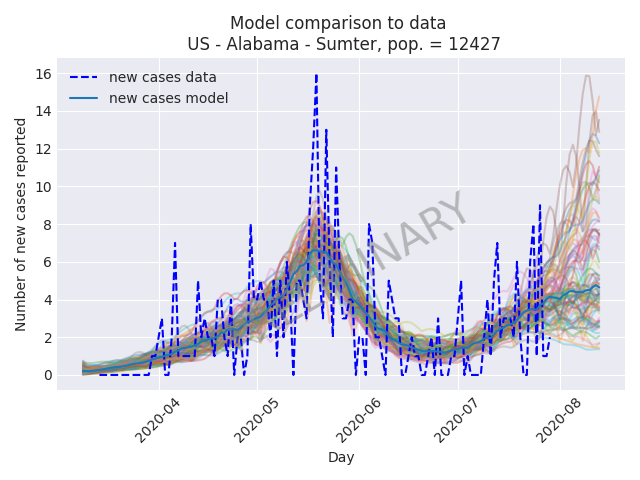 Model comparison to data
US - Alabama - Sumter, pop. = 12427
new cases data
new cases model
Number of new cases reported
16
14
12
10
8
6
4
2
0
2020-04
2020-05
2020-06
2020-07
2020-08
Day